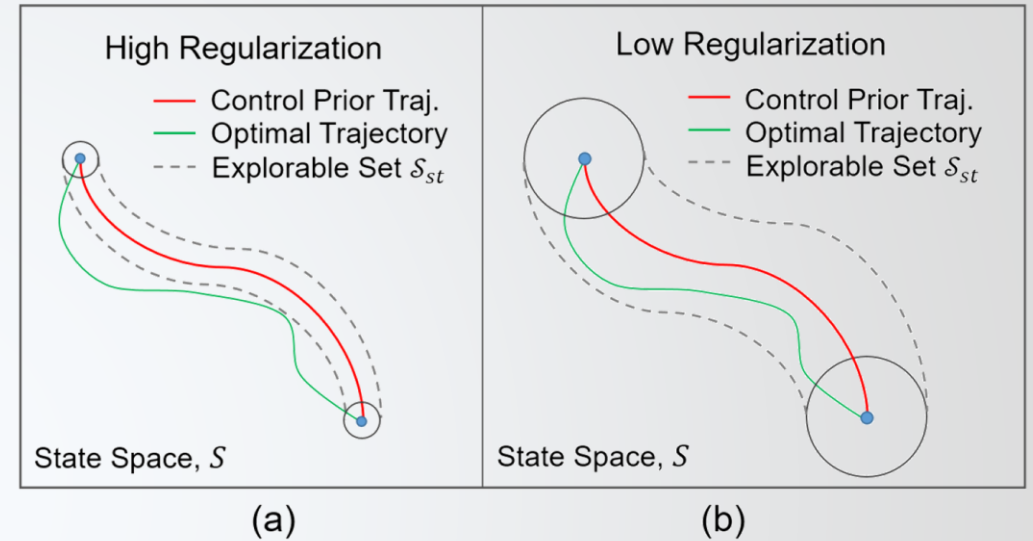 High Regularization
Control Prior Traj.
Optimal Trajectory
Explorable Set 𝒮ₛₜ
State Space, S
(a)
Low Regularization
Control Prior Traj.
Optimal Trajectory
Explorable Set 𝒮ₛₜ
State Space, S
(b)